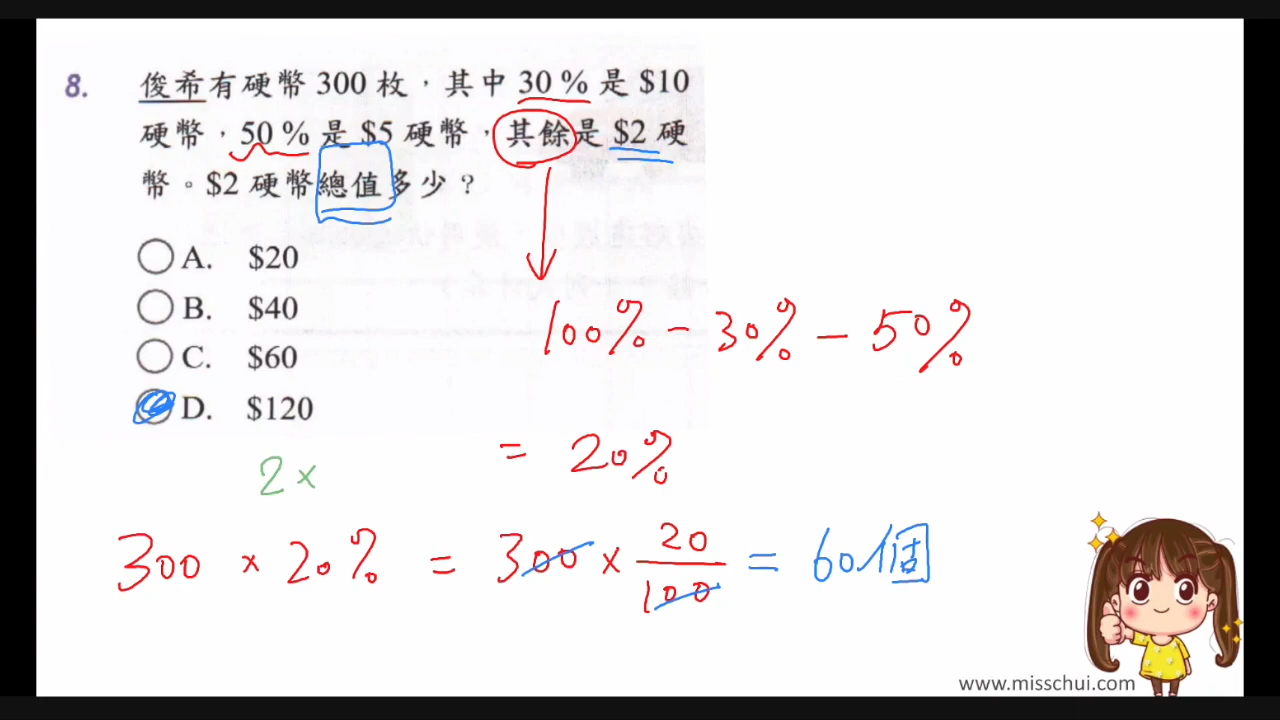 8. 俊希有硬幣 300 枚，其中 30 % 是 $10
硬幣，50 % 是 $5 硬幣，其餘是 $2 硬
幣。$2 硬幣總值多少？
A. $20
B. $40
C. $60
D. $120
100% - 30% - 50%
= 20%
2 ×
300 × 20% = 300 × 20/100 = 60個
www.misschui.com